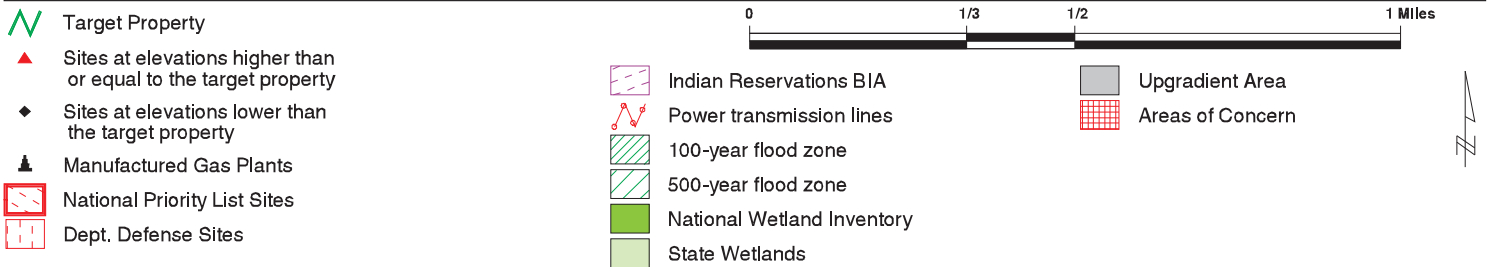 Target Property
Sites at elevations higher than
or equal to the target property
Sites at elevations lower than
the target property
Manufactured Gas Plants
National Priority List Sites
Dept. Defense Sites
0 1/3 1/2 1 Miles
Indian Reservations BIA
Power transmission lines
100-year flood zone
500-year flood zone
National Wetland Inventory
State Wetlands
Upgradient Area
Areas of Concern
N